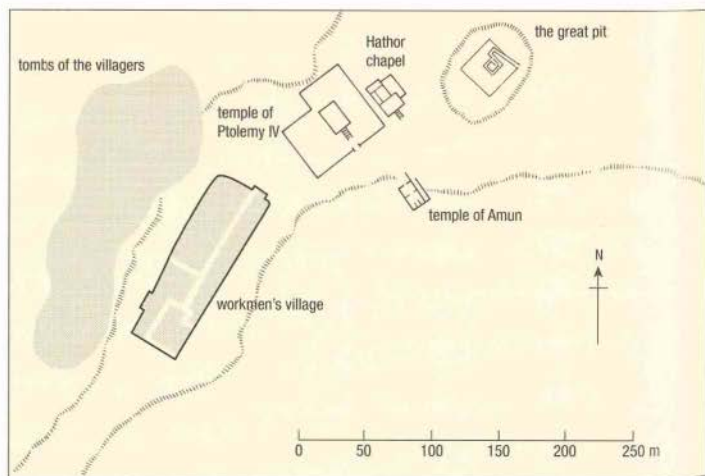 tombs of the villagers
temple of
Ptolemy IV
Hathor
chapel
the great pit
temple of Amun
workmen's village
N
0 50 100 150 200 250 m